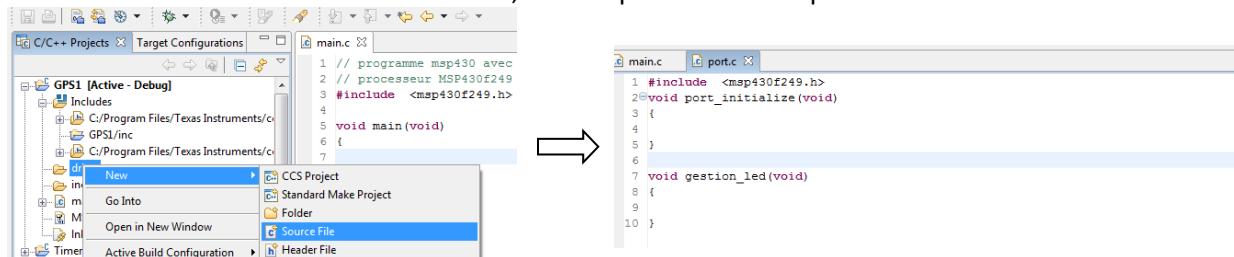 C/C++ Projects Target Configurations
GPS1 [Active - Debug]
Includes
C:/Program Files/Texas Instruments/c
GPS1/inc
C:/Program Files/Texas Instruments/c
New
Go Into
Open in New Window
Active Build Configuration
Timer
CCS Project
Standard Make Project
Folder
Source File
Header File
main.c
1 // programme msp430 avec
2 // processeur MSP430f249
3 #include <msp430f249.h>
4
5 void main(void)
6 {
7
main.c port.c
1 #include <msp430f249.h>
2 void port_initialize(void)
3 {
4
5 }
6
7 void gestion_led(void)
8 {
9
10 }